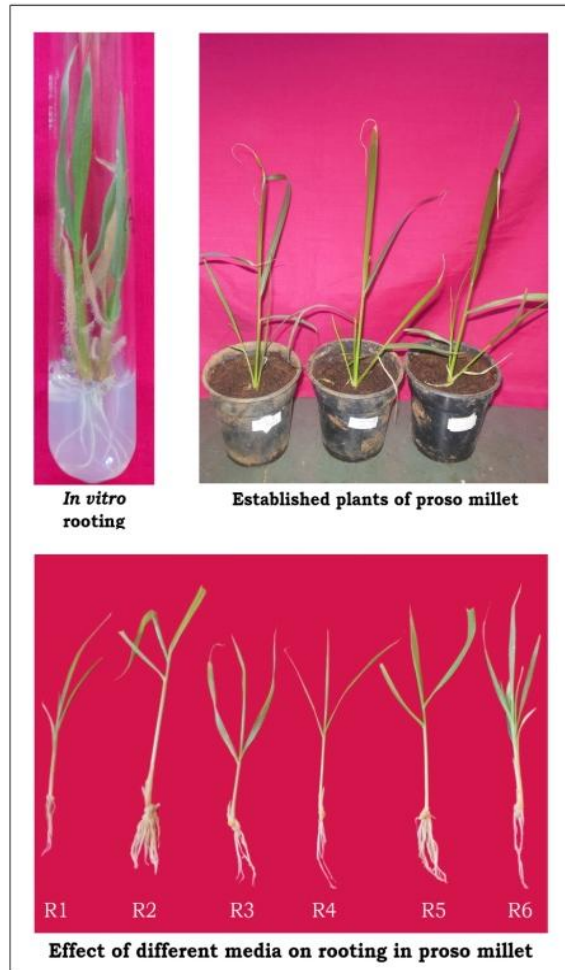 In vitro
rooting
Established plants of proso millet
R1 R2 R3 R4 R5 R6
Effect of different media on rooting in proso millet